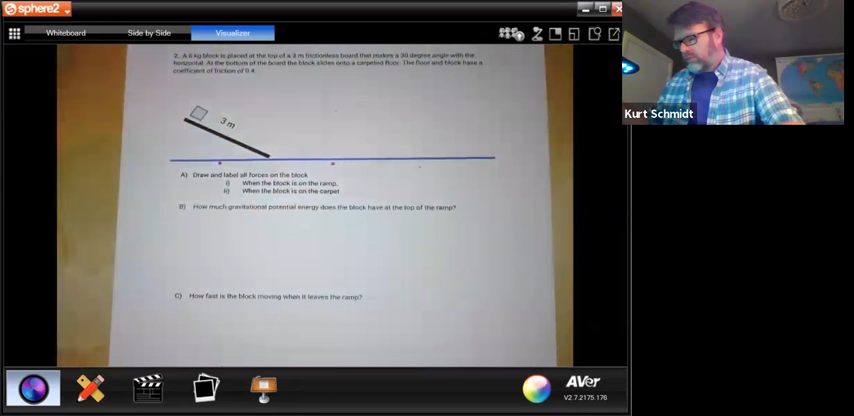 sphere2
Whiteboard
Side by Side
Visualizer
2. A 6 kg block is placed at the top of a 3 m frictionless board that makes a 30 degree angle with the
horizontal. At the bottom of the board the block slides onto a carpeted floor. The floor and block have a
coefficient of friction of 0.4.
3 m
A) Draw and label all forces on the block
i) When the block is on the ramp.
ii) When the block is on the carpet
B) How much gravitational potential energy does the block have at the top of the ramp?
C) How fast is the block moving when it leaves the ramp?
AVer
V2.7.2175.176
Kurt Schmidt